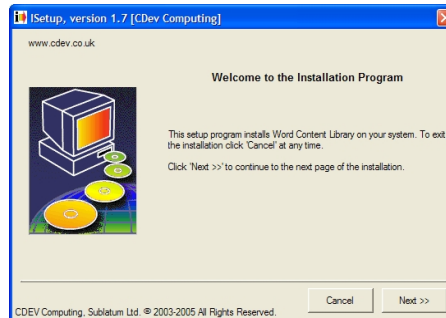 ISetup, version 1.7 [CDev Computing]
www.cdev.co.uk
Welcome to the Installation Program
This setup program installs Word Content Library on your system. To exit
the installation click 'Cancel' at any time.
Click 'Next >>' to continue to the next page of the installation.
Cancel
Next >>
CDEV Computing, Sublatum Ltd. © 2003-2005 All Rights Reserved.